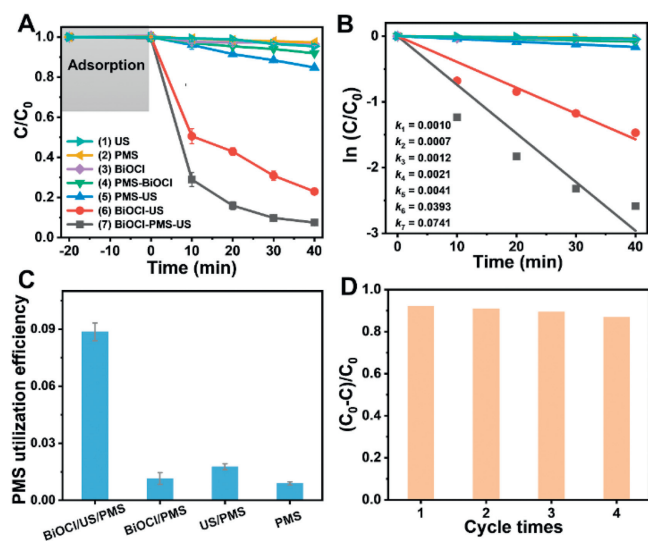 A
C/C0
1.0
0.8
0.6
0.4
0.2
0.0
Adsorption
(1) US
(2) PMS
(3) BiOCl
(4) PMS-BiOCl
(5) PMS-US
(6) BiOCl-US
(7) BiOCl-PMS-US
-20 -10 0 10 20 30 40
Time (min)
B
ln (C/C0)
0
-1
-2
-3
k1 = 0.0010
k2 = 0.0007
k3 = 0.0012
k4 = 0.0021
k5 = 0.0041
k6 = 0.0393
k7 = 0.0741
0 10 20 30 40
Time (min)
C
PMS utilization efficiency
0.09
0.06
0.03
0.00
BiOCl/US/PMS
BiOCl/PMS
US/PMS
PMS
D
(C0-C)/C0
1.0
0.8
0.6
0.4
0.2
0.0
1 2 3 4
Cycle times